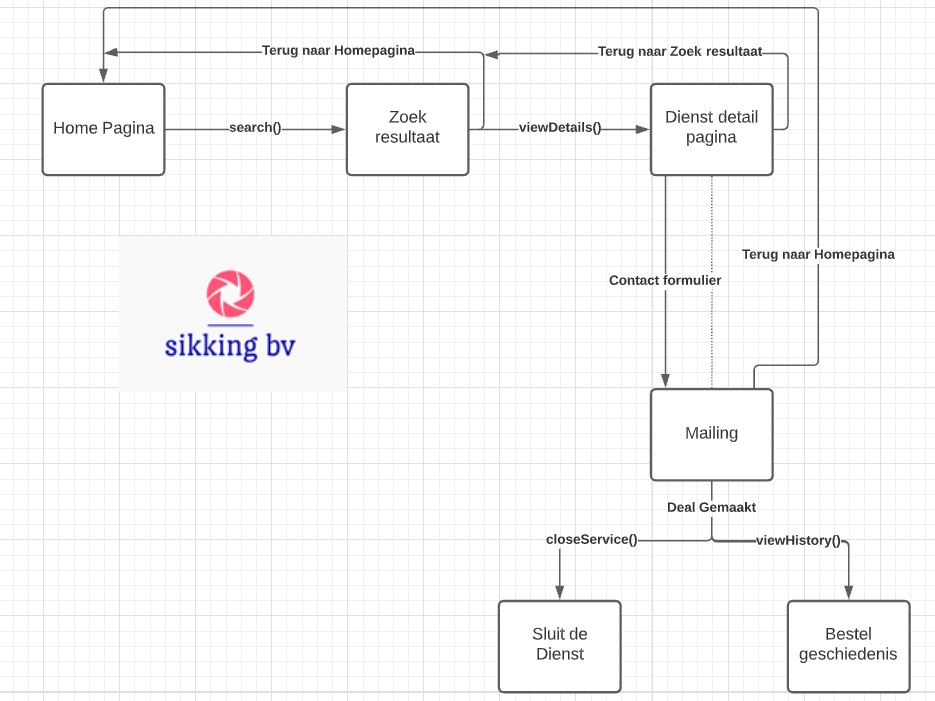 Terug naar Homepagina
Terug naar Zoek resultaat
Home Pagina
search()
Zoek
resultaat
viewDetails()
Dienst detail
pagina
Terug naar Homepagina
Contact formulier
sikking bv
Mailing
Deal Gemaakt
closeService()
viewHistory()
Sluit de
Dienst
Bestel
geschiedenis